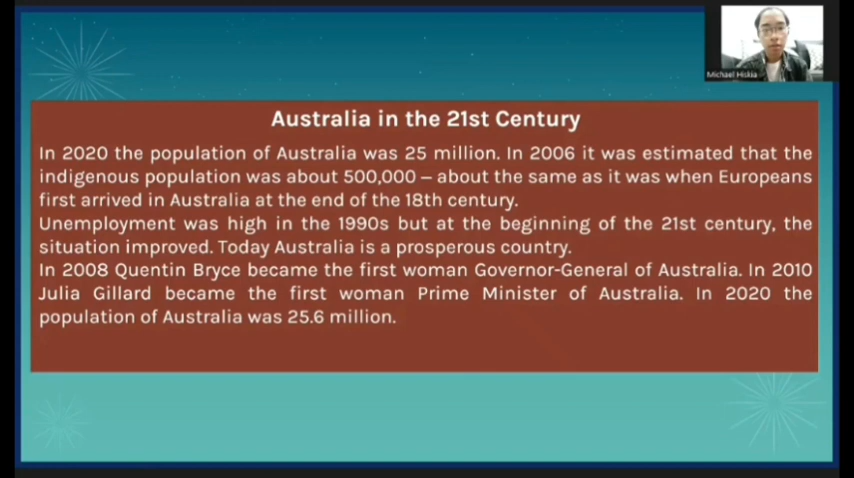 Michael Hiskia
Australia in the 21st Century
In 2020 the population of Australia was 25 million. In 2006 it was estimated that the
indigenous population was about 500,000 – about the same as it was when Europeans
first arrived in Australia at the end of the 18th century.
Unemployment was high in the 1990s but at the beginning of the 21st century, the
situation improved. Today Australia is a prosperous country.
In 2008 Quentin Bryce became the first woman Governor-General of Australia. In 2010
Julia Gillard became the first woman Prime Minister of Australia. In 2020 the
population of Australia was 25.6 million.